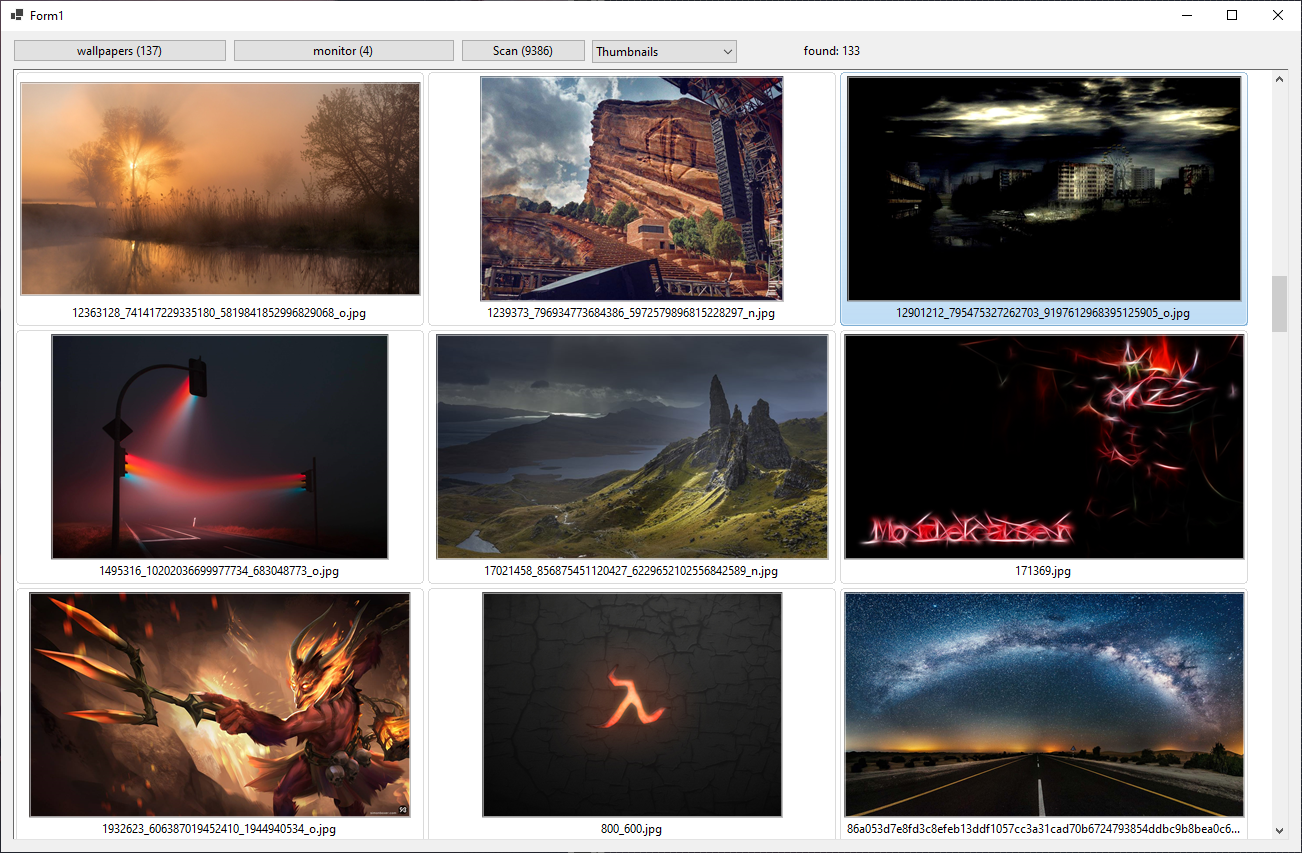 Form1
wallpapers (137)
monitor (4)
Scan (9386)
Thumbnails
found: 133
12363128_741417229335180_5819841852996829068_o.jpg
1239373_796934773684386_5972579896815228297_n.jpg
12901212_795475327262703_9197612968395125905_o.jpg
1495316_10202036699977734_683048773_o.jpg
17021458_856875451120427_6229652102556842589_n.jpg
171369.jpg
1932623_606387019452410_1944940534_o.jpg
800_600.jpg
86a053d7e8fd3c8efeb13ddf1057cc3a31cad70b6724793854ddbc9b8bea0c6...